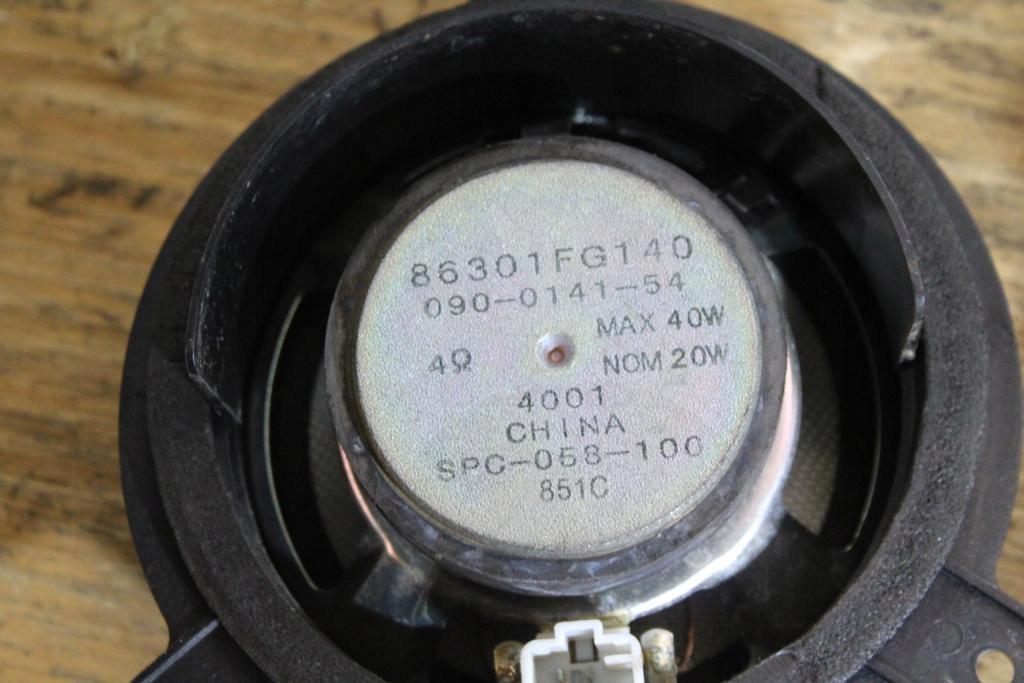 86301FG140
090-0141-54
MAX 40W
4Ω NOM 20W
4001
CHINA
SPC-058-100
851C